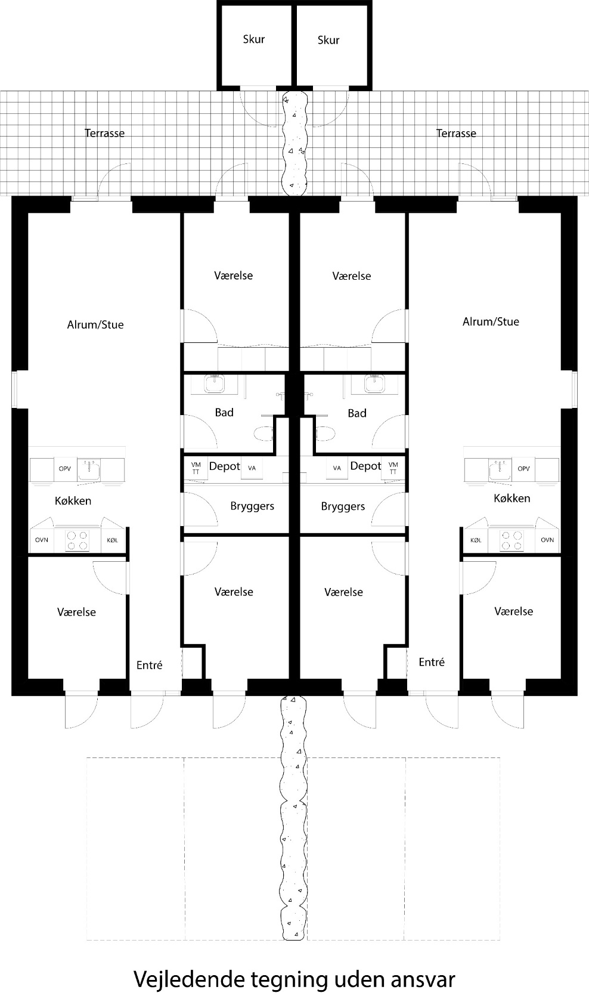 Skur
Skur
Terrasse
Terrasse
Værelse
Værelse
Alrum/Stue
Alrum/Stue
Bad
Bad
VM
TT
Depot
VA
VA
Depot
VM
TT
OPV
OPV
Køkken
Bryggers
Bryggers
Køkken
OVN
KØL
KØL
OVN
Værelse
Værelse
Værelse
Værelse
Entré
Entré
Vejledende tegning uden ansvar